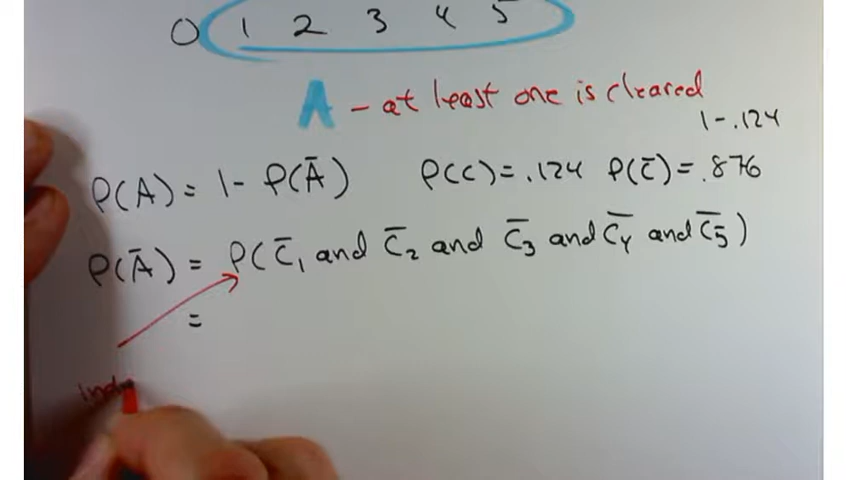 0 1 2 3 4 5
A - at least one is cleared
1 - .124
P(A) = 1 - P(Ā) P(C) = .124 P(C̄) = .876
P(Ā) = P(C̄₁ and C̄₂ and C̄₃ and C̄₄ and C̄₅)
=
Ind